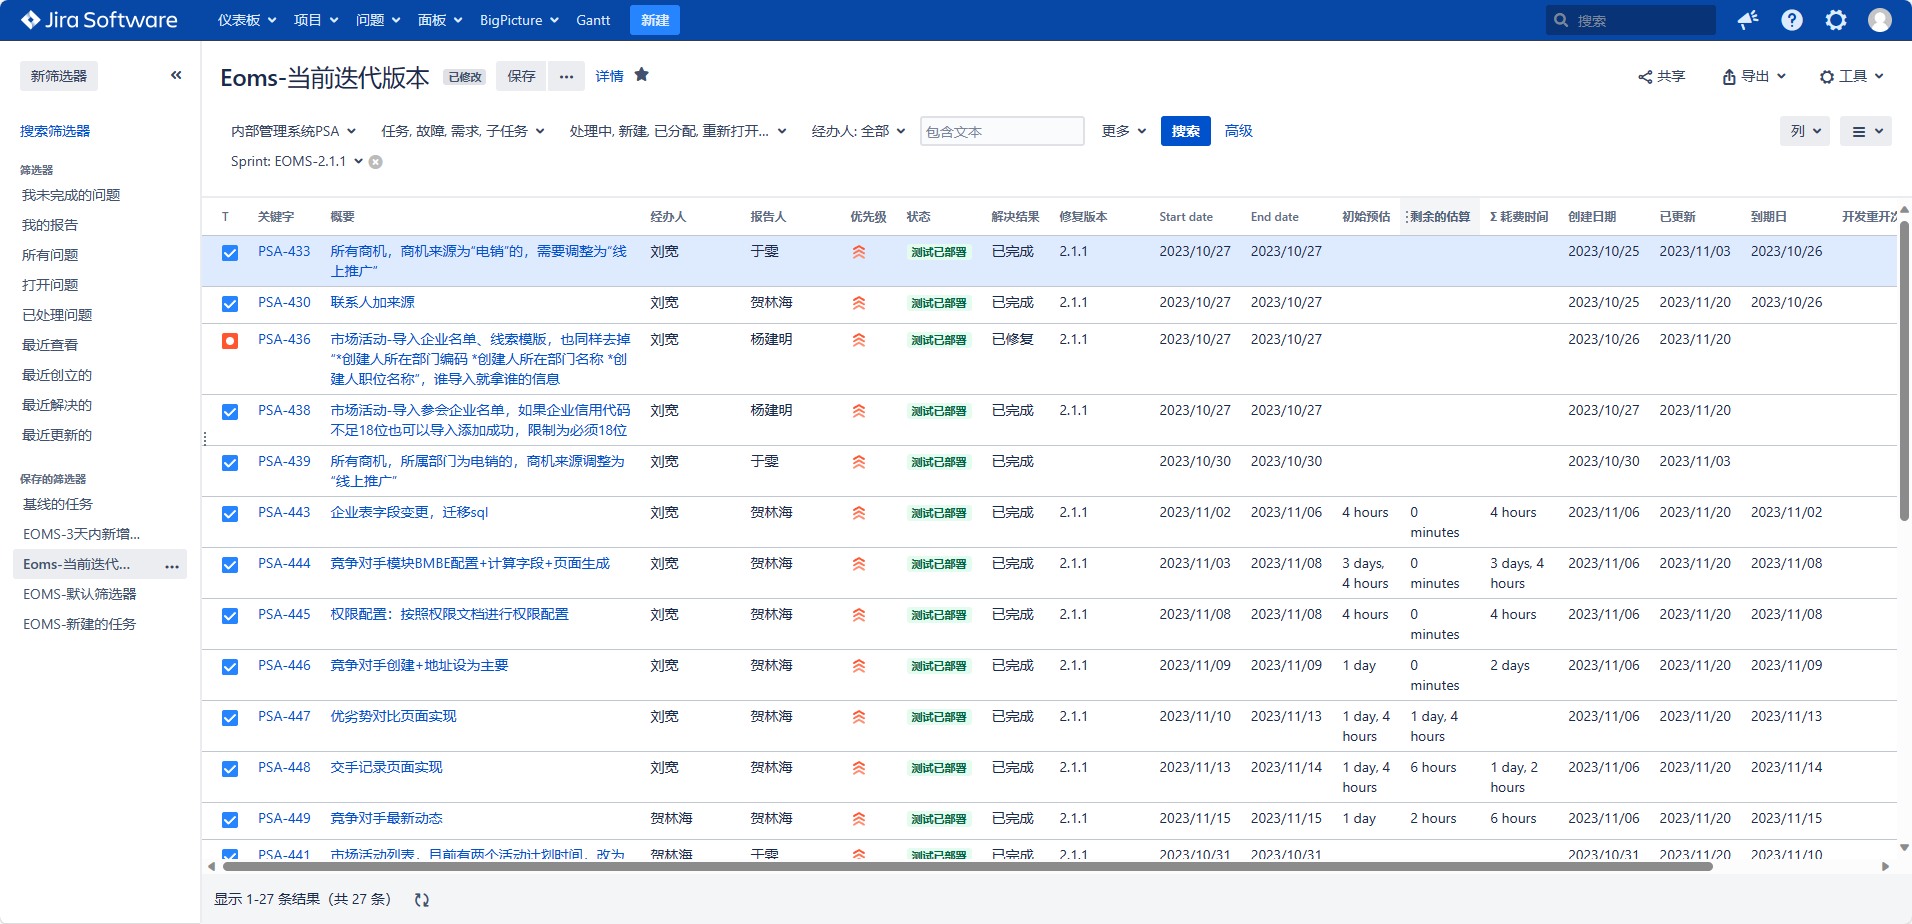 Jira Software 仪表板 项目 问题 面板 BigPicture Gantt 新建 搜索
新筛选器
搜索筛选器
筛选器
我未完成的问题
我的报告
所有问题
打开问题
已处理问题
最近查看
最近创立的
最近解决的
最近更新的
保存的筛选器
基线的任务
EOMS-3天内新增...
Eoms-当前迭代...
EOMS-默认筛选器
EOMS-新建的任务
Eoms-当前迭代版本 已修改 保存 ... 详情 共享 导出 工具
内部管理系统PSA 任务, 故障, 需求, 子任务 处理中, 新建, 已分配, 重新打开... 经办人: 全部 包含文本 更多 搜索 高级 列
Sprint: EOMS-2.1.1
T 关键字 概要 经办人 报告人 优先级 状态 解决结果 修复版本 Start date End date 初始预估 剩余的估算 Σ 耗费时间 创建日期 已更新 到期日 开发重开次
PSA-433 所有商机，商机来源为“电销”的，需要调整为“线 刘宽 于雯 测试已部署 已完成 2.1.1 2023/10/27 2023/10/27 2023/10/25 2023/11/03 2023/10/26
上推广”
PSA-430 联系人加来源 刘宽 贺林海 测试已部署 已完成 2.1.1 2023/10/27 2023/10/27 2023/10/25 2023/11/20 2023/10/26
PSA-436 市场活动-导入企业名单、线索模版，也同样去掉 刘宽 杨建明 测试已部署 已修复 2.1.1 2023/10/27 2023/10/27 2023/10/26 2023/11/20
“*创建人所在部门编码 *创建人所在部门名称 *创
建人职位名称”，谁导入就拿谁的信息
PSA-438 市场活动-导入参会企业名单，如果企业信用代码 刘宽 杨建明 测试已部署 已完成 2.1.1 2023/10/27 2023/10/27 2023/10/27 2023/11/20
不足18位也可以导入添加成功，限制为必须18位
PSA-439 所有商机，所属部门为电销的，商机来源调整为 刘宽 于雯 测试已部署 已完成 2023/10/30 2023/10/30 2023/10/30 2023/11/03
“线上推广”
PSA-443 企业表字段变更，迁移sql 刘宽 贺林海 测试已部署 已完成 2.1.1 2023/11/02 2023/11/06 4 hours 0 4 hours 2023/11/06 2023/11/20 2023/11/02
minutes
PSA-444 竞争对手模块BMBE配置+计算字段+页面生成 刘宽 贺林海 测试已部署 已完成 2.1.1 2023/11/03 2023/11/08 3 days, 0 3 days, 4 2023/11/06 2023/11/20 2023/11/08
4 hours minutes hours
PSA-445 权限配置：按照权限文档进行权限配置 刘宽 贺林海 测试已部署 已完成 2.1.1 2023/11/08 2023/11/08 4 hours 0 4 hours 2023/11/06 2023/11/20 2023/11/08
minutes
PSA-446 竞争对手创建+地址设为主要 刘宽 贺林海 测试已部署 已完成 2.1.1 2023/11/09 2023/11/09 1 day 0 2 days 2023/11/06 2023/11/20 2023/11/09
minutes
PSA-447 优劣势对比页面实现 刘宽 贺林海 测试已部署 已完成 2.1.1 2023/11/10 2023/11/13 1 day, 4 1 day, 4 2023/11/06 2023/11/20 2023/11/13
hours hours
PSA-448 交手记录页面实现 刘宽 贺林海 测试已部署 已完成 2.1.1 2023/11/13 2023/11/14 1 day, 4 6 hours 1 day, 2 2023/11/06 2023/11/20 2023/11/14
hours hours
PSA-449 竞争对手最新动态 贺林海 贺林海 测试已部署 已完成 2.1.1 2023/11/15 2023/11/15 1 day 2 hours 6 hours 2023/11/06 2023/11/20 2023/11/15
PSA-441 市场活动列表，目前有两个活动计划时间，改为 贺林海 于雯 测试已部署 已完成 2.1.1 2023/10/31 2023/10/31 2023/10/31 2023/11/20 2023/11/10
显示 1-27 条结果（共 27 条）